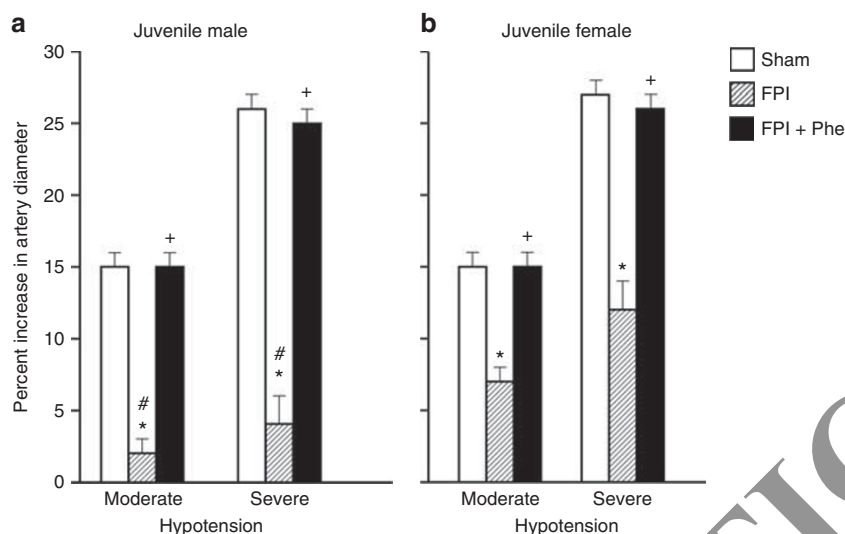 a
Juvenile male
30
25
20
15
10
5
0
Percent increase in artery diameter
+
+
#
*
#
*
Moderate
Severe
Hypotension
b
Juvenile female
+
+
*
*
Moderate
Severe
Hypotension
Sham
FPI
FPI + Phe
TIO